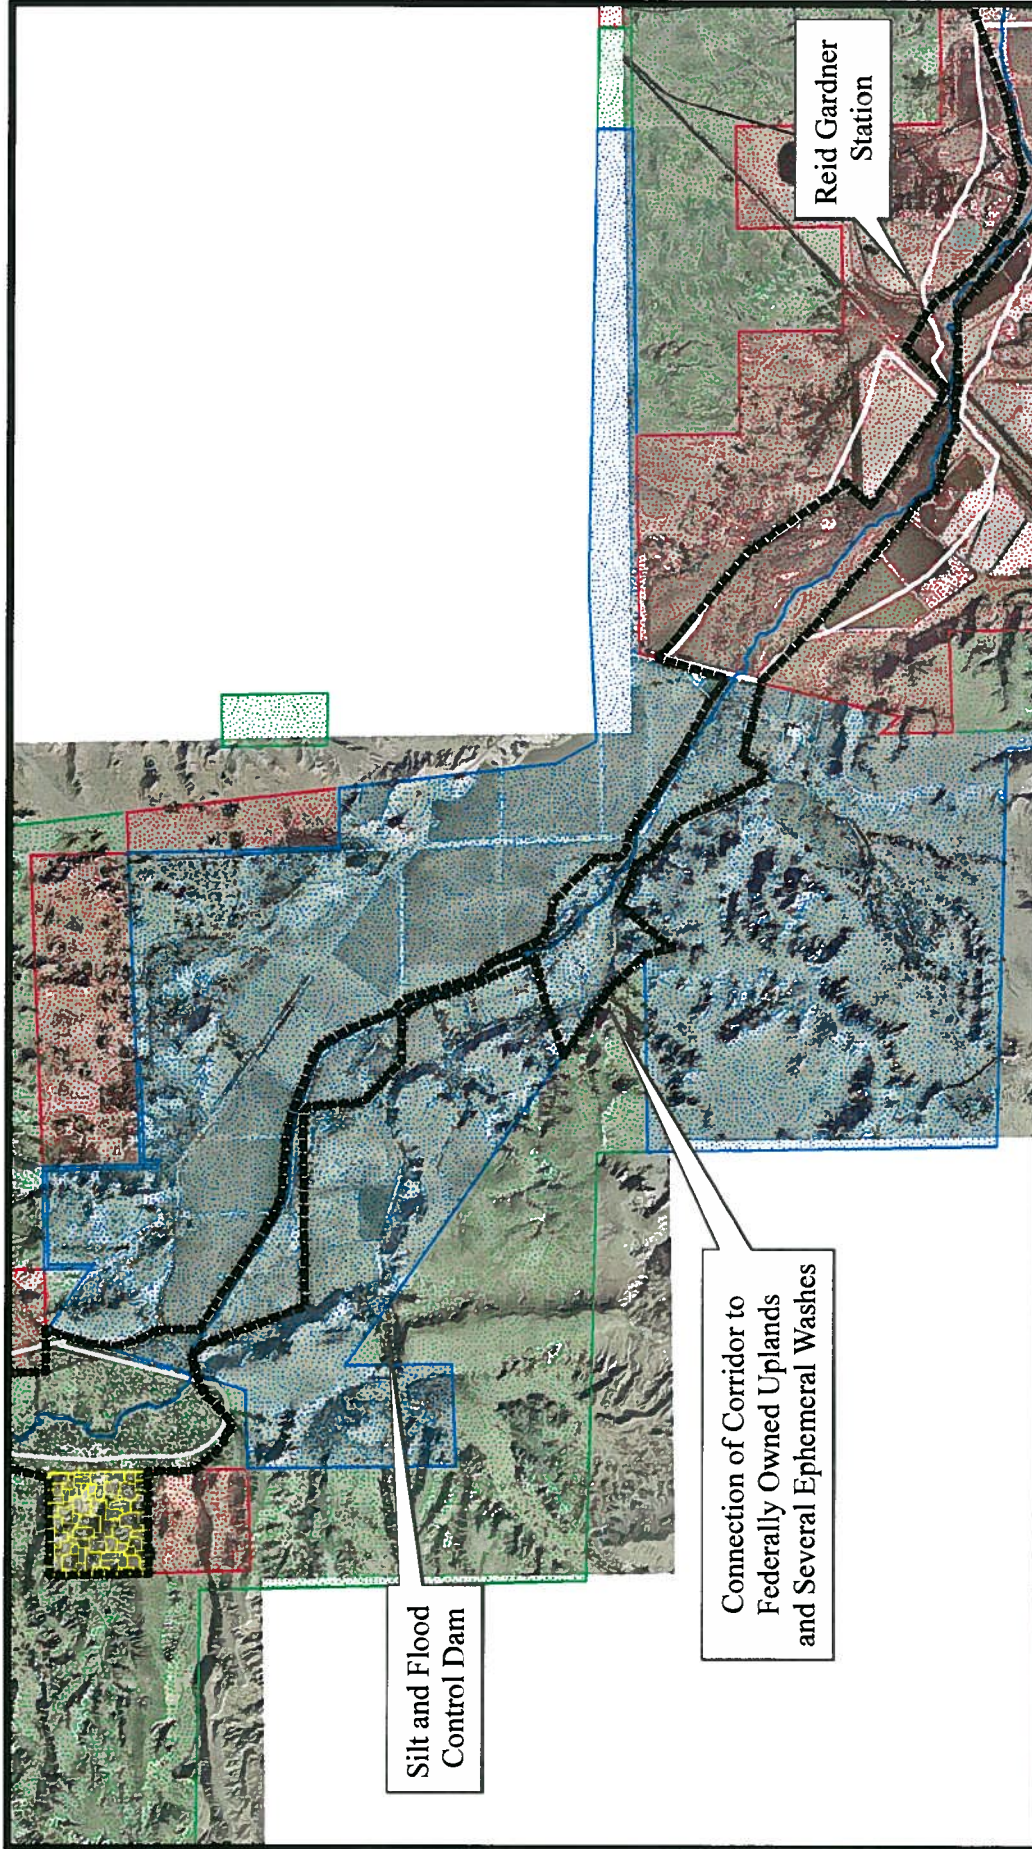 Reid Gardner
Station
Silt and Flood
Control Dam
Connection of Corridor to
Federally Owned Uplands
and Several Ephemeral Washes